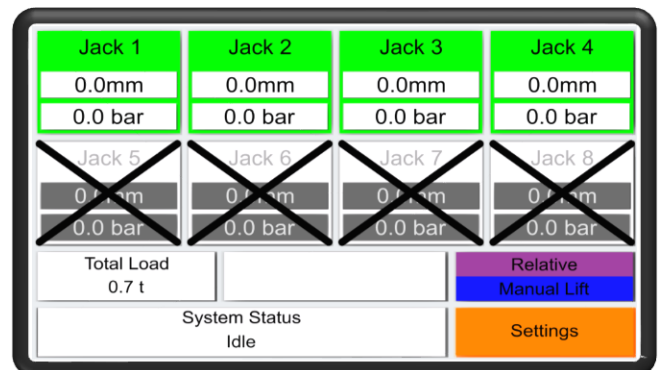 Jack 1 Jack 2 Jack 3 Jack 4
0.0mm 0.0mm 0.0mm 0.0mm
0.0 bar 0.0 bar 0.0 bar 0.0 bar
Jack 5 Jack 6 Jack 7 Jack 8
0.0 bar 0.0 bar 0.0 bar 0.0 bar
Total Load
0.7 t
Relative
Manual Lift
System Status
Idle
Settings